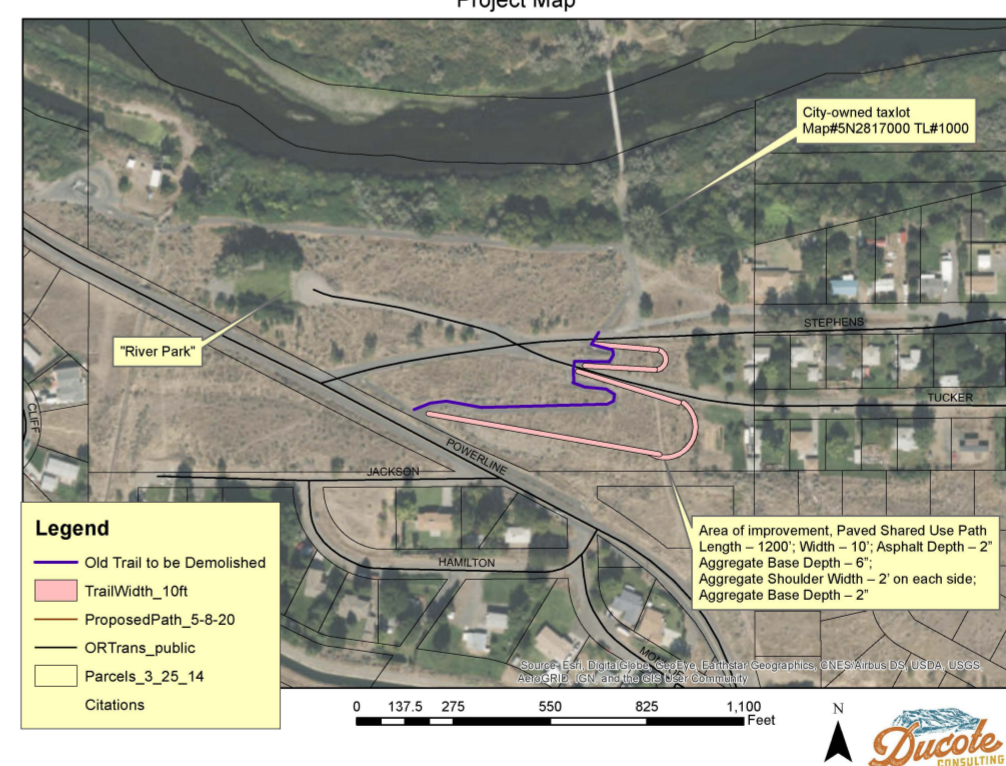 Project Map
City-owned taxlot
Map#5N2817000 TL#1000
"River Park"
STEPHENS
TUCKER
CLIFF
POWERLINE
JACKSON
HAMILTON
Area of improvement, Paved Shared Use Path
Length – 1200'; Width – 10'; Asphalt Depth – 2"
Aggregate Base Depth – 6";
Aggregate Shoulder Width – 2' on each side;
Aggregate Base Depth – 2"
Legend
Old Trail to be Demolished
TrailWidth_10ft
ProposedPath_5-8-20
ORTrans_public
Parcels_3_25_14
Citations
Source: Esri, DigitalGlobe, GeoEye, Earthstar Geographics, CNES/Airbus DS, USDA, USGS,
AeroGRID, IGN, and the GIS User Community
0 137.5 275 550 825 1,100
Feet
N
Ducote
CONSULTING